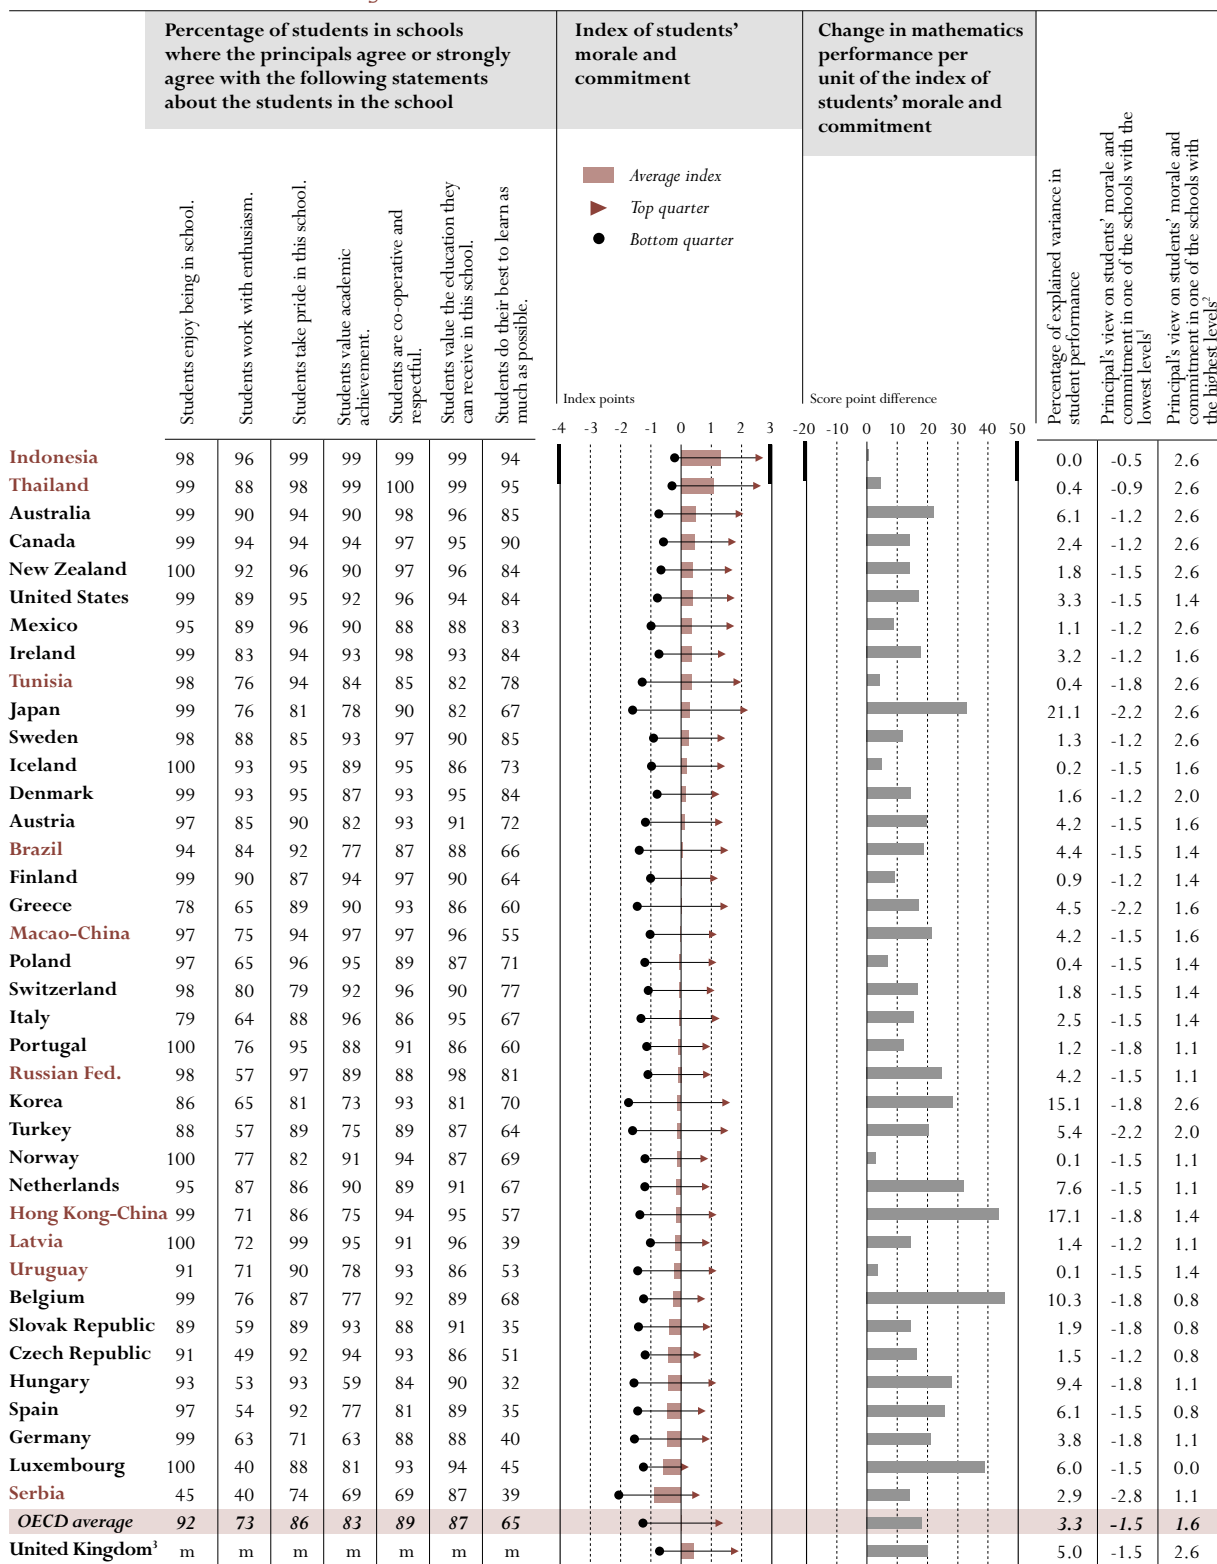 Percentage of students in schools
where the principals agree or strongly
agree with the following statements
about the students in the school
Index of students'
morale and
commitment
Change in mathematics
performance per
unit of the index of
students' morale and
commitment
Students enjoy being in school.
Students work with enthusiasm.
Students take pride in this school.
Students value academic
achievement.
Students are co-operative and
respectful.
Students value the education they
can receive in this school.
Students do their best to learn as
much as possible.
Average index
Top quarter
Bottom quarter
Percentage of explained variance in
student performance
Principal's view on students' morale and
commitment in one of the schools with the
lowest levels¹
Principal's view on students' morale and
commitment in one of the schools with
the highest levels²
Index points
Score point difference
-4 -3 -2 -1 0 1 2 3 -20 -10 0 10 20 30 40 50
Indonesia 98 96 99 99 99 99 94 0.0 -0.5 2.6
Thailand 99 88 98 99 100 99 95 0.4 -0.9 2.6
Australia 99 90 94 90 98 96 85 6.1 -1.2 2.6
Canada 99 94 94 94 97 95 90 2.4 -1.2 2.6
New Zealand 100 92 96 90 97 96 84 1.8 -1.5 2.6
United States 99 89 95 92 96 94 84 3.3 -1.5 1.4
Mexico 95 89 96 90 88 88 83 1.1 -1.2 2.6
Ireland 99 83 94 93 98 93 84 3.2 -1.2 1.6
Tunisia 98 76 94 84 85 82 78 0.4 -1.8 2.6
Japan 99 76 81 78 90 82 67 21.1 -2.2 2.6
Sweden 98 88 85 93 97 90 85 1.3 -1.2 2.6
Iceland 100 93 95 89 95 86 73 0.2 -1.5 1.6
Denmark 99 93 95 87 93 95 84 1.6 -1.2 2.0
Austria 97 85 90 82 93 91 72 4.2 -1.5 1.6
Brazil 94 84 92 77 87 88 66 4.4 -1.5 1.4
Finland 99 90 87 94 97 90 64 0.9 -1.2 1.4
Greece 78 65 89 90 93 86 60 4.5 -2.2 1.6
Macao-China 97 75 94 97 97 96 55 4.2 -1.5 1.6
Poland 97 65 96 95 89 87 71 0.4 -1.5 1.4
Switzerland 98 80 79 92 96 90 77 1.8 -1.5 1.4
Italy 79 64 88 96 86 95 67 2.5 -1.5 1.4
Portugal 100 76 95 88 91 86 60 1.2 -1.8 1.1
Russian Fed. 98 57 97 89 88 98 81 4.2 -1.5 1.1
Korea 86 65 81 73 93 81 70 15.1 -1.8 2.6
Turkey 88 57 89 75 89 87 64 5.4 -2.2 2.0
Norway 100 77 82 91 94 87 69 0.1 -1.5 1.1
Netherlands 95 87 86 90 89 91 67 7.6 -1.5 1.1
Hong Kong-China 99 71 86 75 94 95 57 17.1 -1.8 1.4
Latvia 100 72 99 95 91 96 39 1.4 -1.2 1.1
Uruguay 91 71 90 78 93 86 53 0.1 -1.5 1.4
Belgium 99 76 87 77 92 89 68 10.3 -1.8 0.8
Slovak Republic 89 59 89 93 88 91 35 1.9 -1.8 0.8
Czech Republic 91 49 92 94 93 86 51 1.5 -1.2 0.8
Hungary 93 53 93 59 84 90 32 9.4 -1.8 1.1
Spain 97 54 92 77 81 89 35 6.1 -1.5 0.8
Germany 99 63 71 63 88 88 40 3.8 -1.8 1.1
Luxembourg 100 40 88 81 93 94 45 6.0 -1.5 0.0
Serbia 45 40 74 69 69 87 39 2.9 -2.8 1.1
OECD average 92 73 86 83 89 87 65 3.3 -1.5 1.6
United Kingdom³ m m m m m m m 5.0 -1.5 2.6